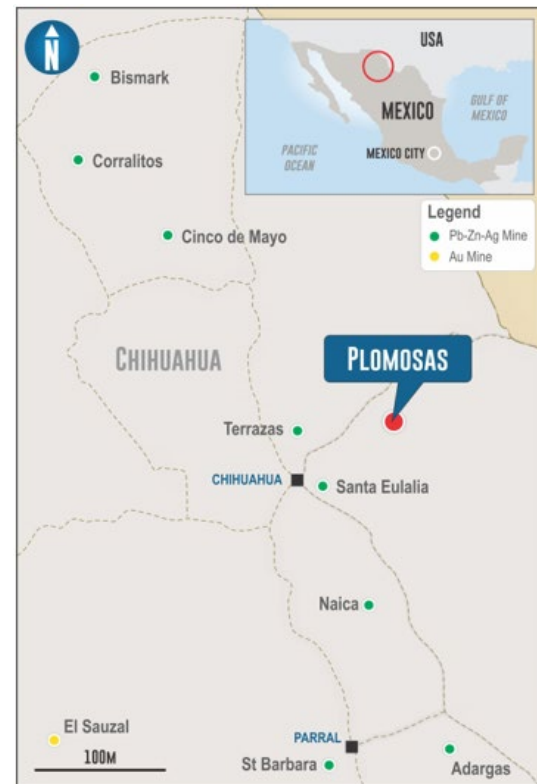 N
USA
MEXICO
GULF OF
MEXICO
PACIFIC
OCEAN
MEXICO CITY
Legend
Pb-Zn-Ag Mine
Au Mine
Bismark
Corralitos
Cinco de Mayo
CHIHUAHUA
PLOMOSAS
Terrazas
CHIHUAHUA
Santa Eulalia
Naica
El Sauzal
100M
PARRAL
St Barbara
Adargas